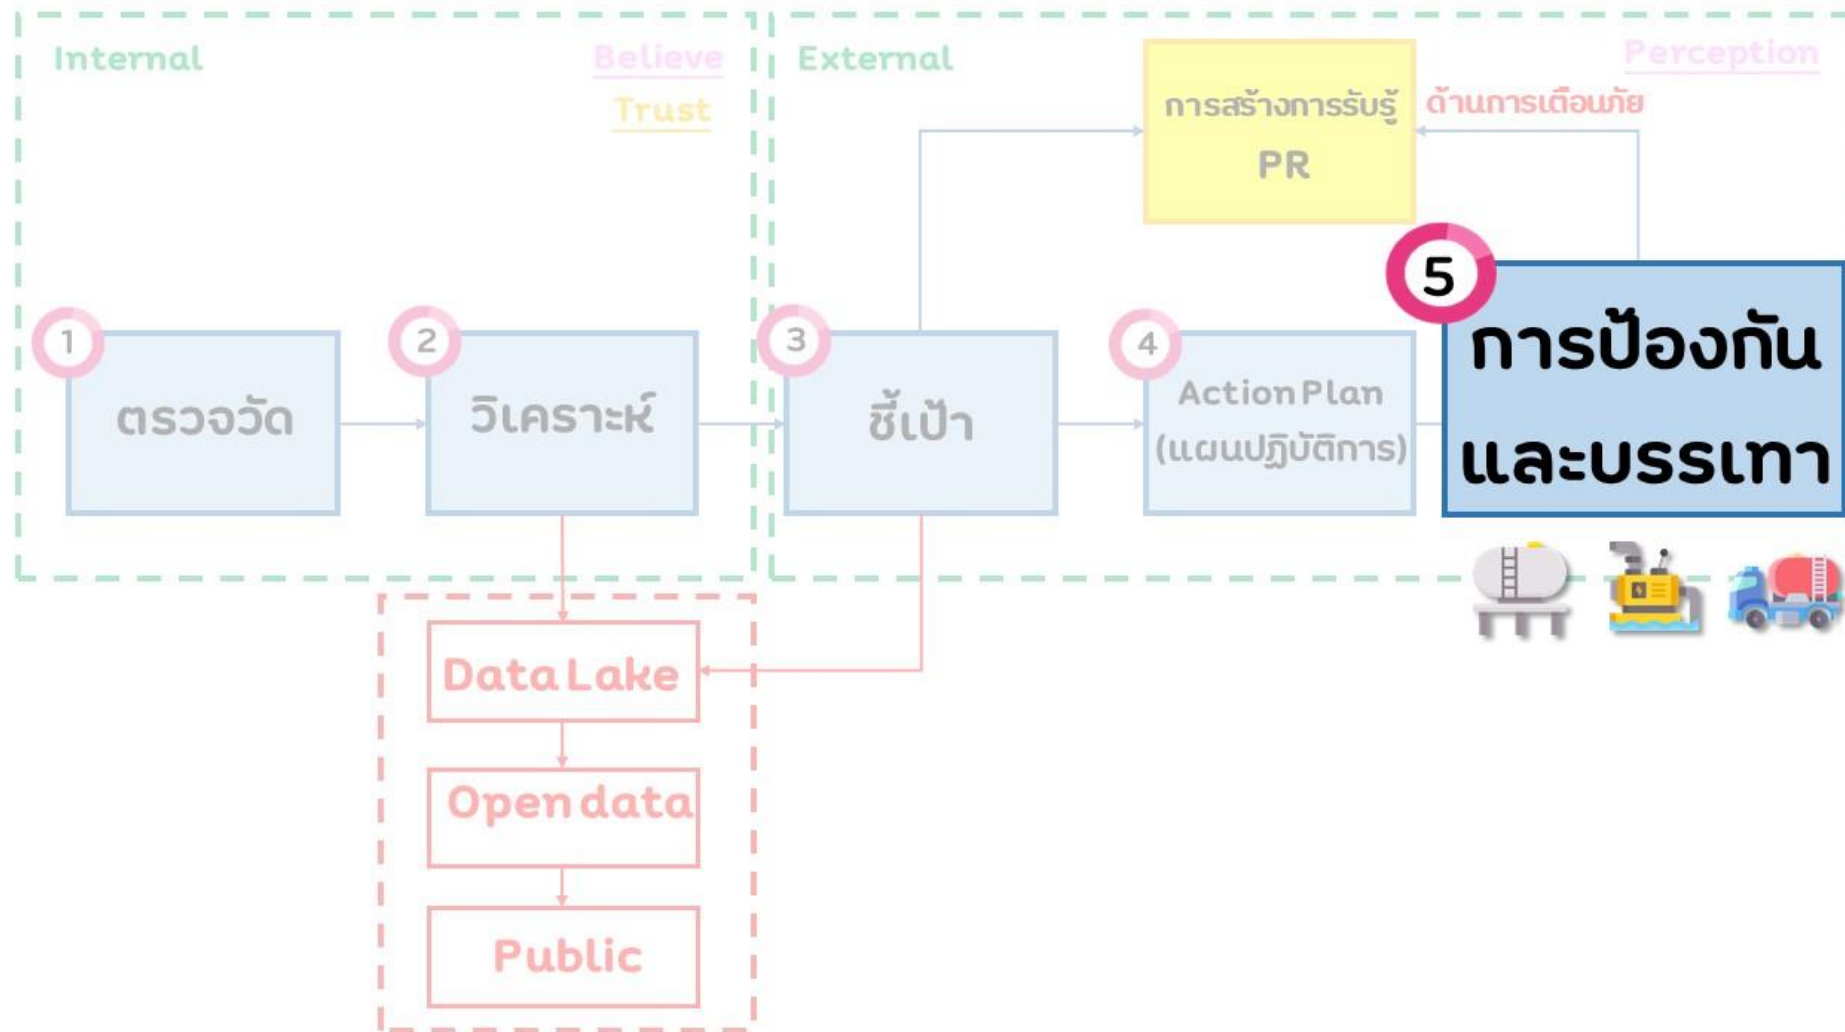 Internal
Believe
Trust
External
Perception
การสร้างการรับรู้
PR
ด้านการเตือนภัย
1
ตรวจวัด
2
วิเคราะห์
3
ชี้เป้า
4
Action Plan
(แผนปฏิบัติการ)
5
การป้องกัน
และบรรเทา
Data Lake
Open data
Public